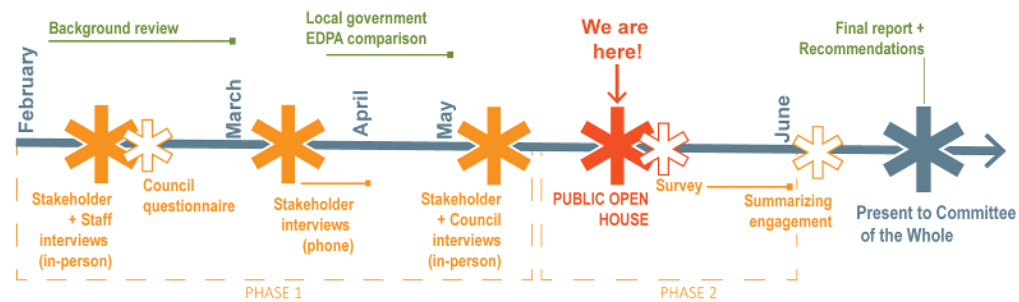 Background review
Local government
EDPA comparison
We are
here!
Final report +
Recommendations
February
March
April
May
June
Stakeholder
+ Staff
interviews
(in-person)
Council
questionnaire
Stakeholder
interviews
(phone)
Stakeholder
+ Council
interviews
(in-person)
PUBLIC OPEN
HOUSE
Survey
Summarizing
engagement
Present to Committee
of the Whole
PHASE 1
PHASE 2